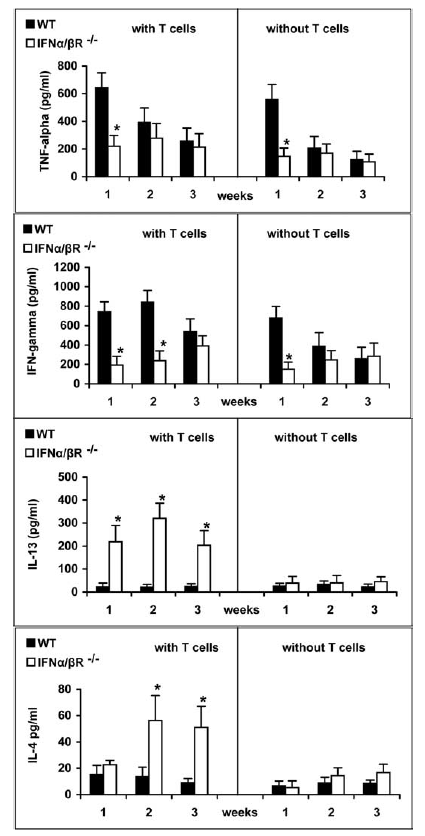 WT
IFNα/βR -/-
with T cells
without T cells
TNF-alpha (pg/ml)
800
600
400
200
0
*
*
1 2 3 weeks 1 2 3
WT
IFNα/βR -/-
with T cells
without T cells
IFN-gamma (pg/ml)
1200
1000
800
600
400
200
0
* * *
1 2 3 weeks 1 2 3
WT
IFNα/βR -/-
with T cells
without T cells
IL-13 (pg/ml)
500
400
300
200
100
0
* * *
1 2 3 weeks 1 2 3
WT
IFNα/βR -/-
with T cells
without T cells
IL-4 pg/ml)
80
60
40
20
0
* *
1 2 3 weeks 1 2 3